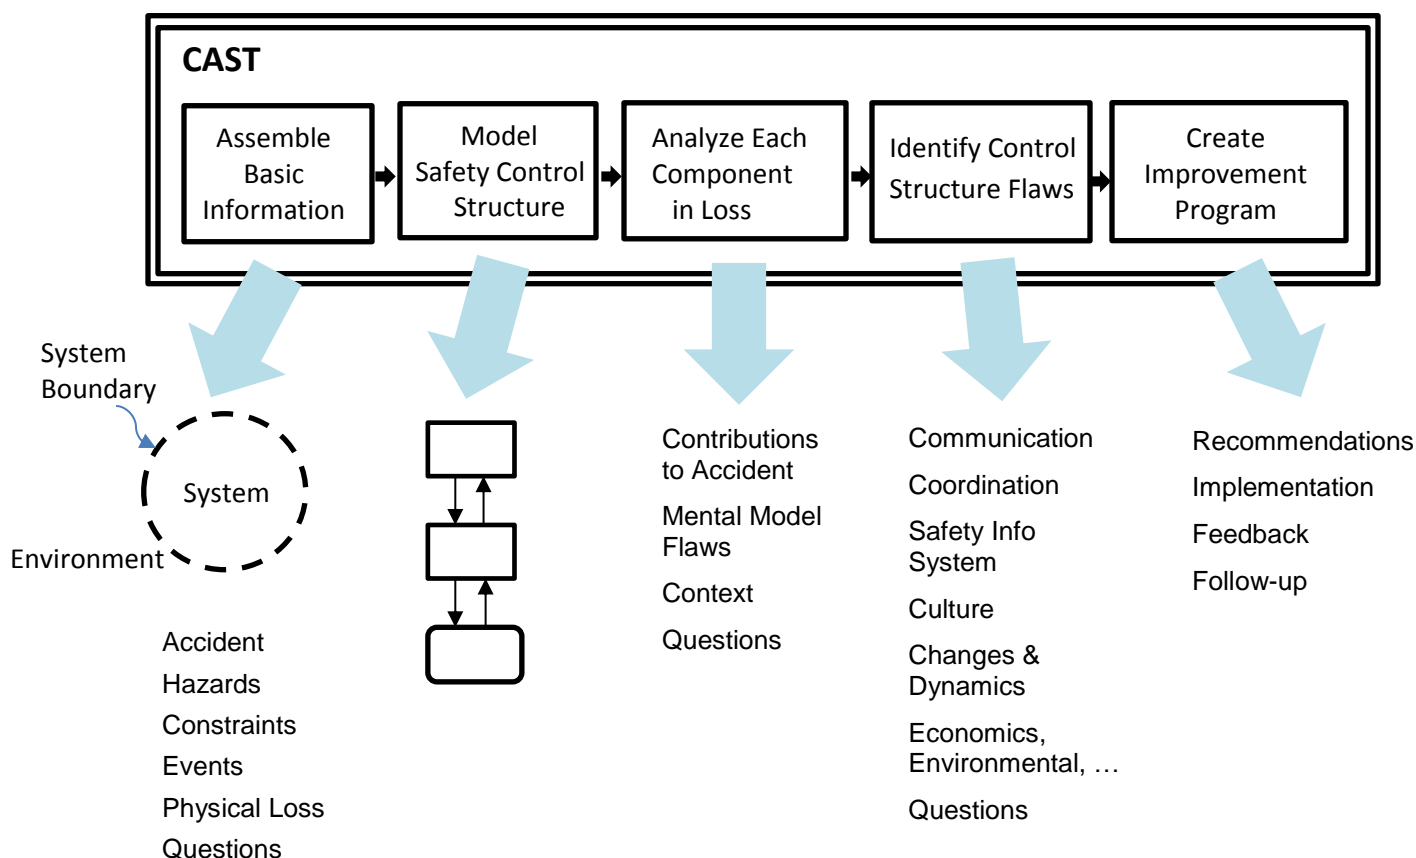 CAST
Assemble
Basic
Information
Model
Safety Control
Structure
Analyze Each
Component
in Loss
Identify Control
Structure Flaws
Create
Improvement
Program
System
Boundary
System
Environment
Accident
Hazards
Constraints
Events
Physical Loss
Questions
Contributions
to Accident
Mental Model
Flaws
Context
Questions
Communication
Coordination
Safety Info
System
Culture
Changes &
Dynamics
Economics,
Environmental, …
Questions
Recommendations
Implementation
Feedback
Follow-up